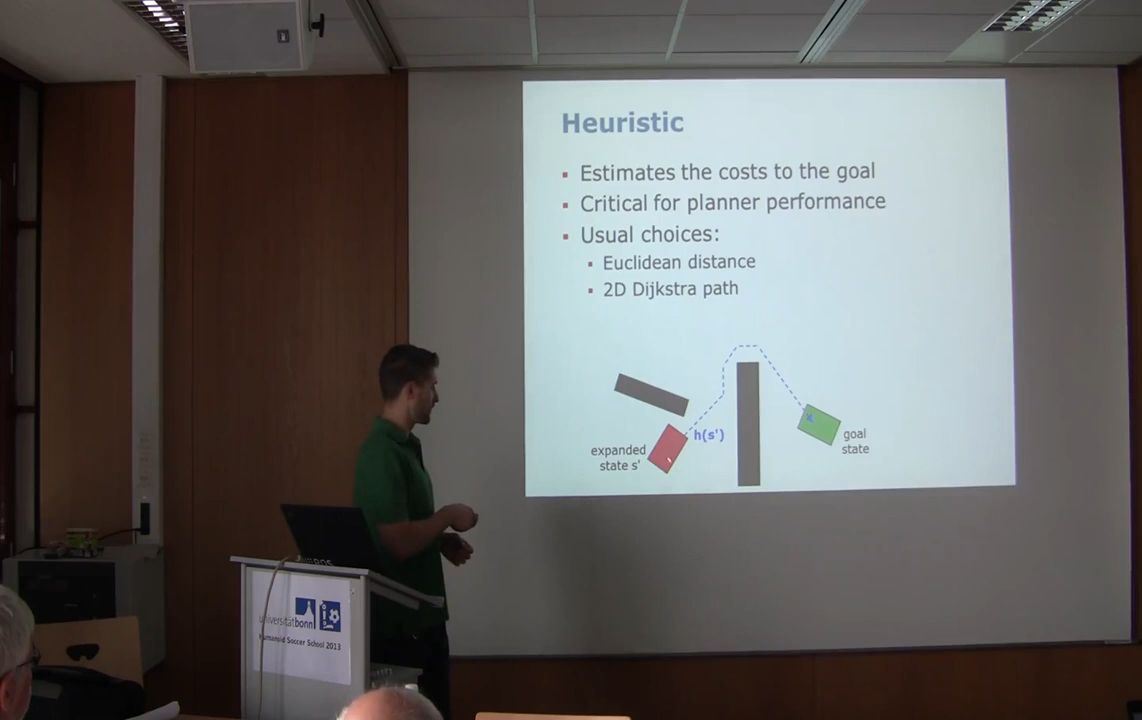 Heuristic
Estimates the costs to the goal
Critical for planner performance
Usual choices:
Euclidean distance
2D Dijkstra path
h(s')
expanded
state s'
goal
state
universitätbonn
Humanoid Soccer School 2013